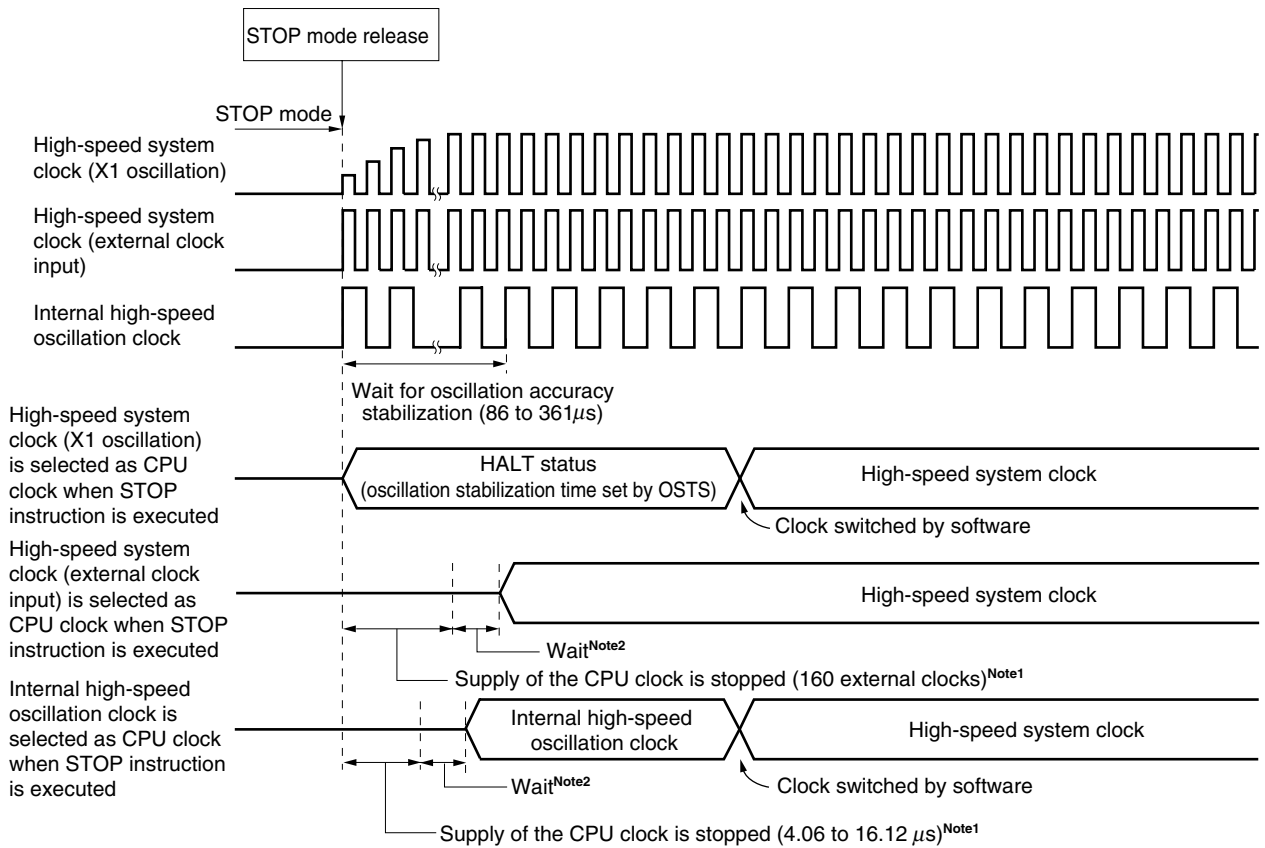 STOP mode release
STOP mode
High-speed system
clock (X1 oscillation)
High-speed system
clock (external clock
input)
Internal high-speed
oscillation clock
Wait for oscillation accuracy
stabilization (86 to 361μs)
High-speed system
clock (X1 oscillation)
is selected as CPU
clock when STOP
instruction is executed
HALT status
(oscillation stabilization time set by OSTS)
High-speed system clock
Clock switched by software
High-speed system
clock (external clock
input) is selected as
CPU clock when STOP
instruction is executed
High-speed system clock
Wait Note2
Supply of the CPU clock is stopped (160 external clocks) Note1
Internal high-speed
oscillation clock is
selected as CPU clock
when STOP instruction
is executed
Internal high-speed
oscillation clock
High-speed system clock
Wait Note2
Clock switched by software
Supply of the CPU clock is stopped (4.06 to 16.12 μs) Note1